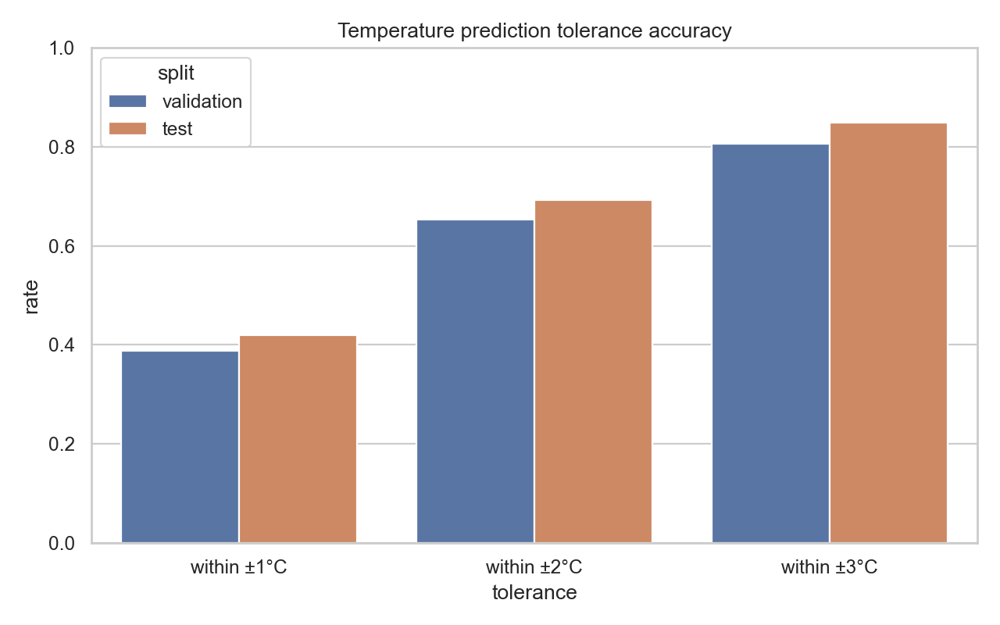 Temperature prediction tolerance accuracy
1.0
0.8
0.6
0.4
0.2
0.0
rate
split
validation
test
within ±1°C
within ±2°C
within ±3°C
tolerance